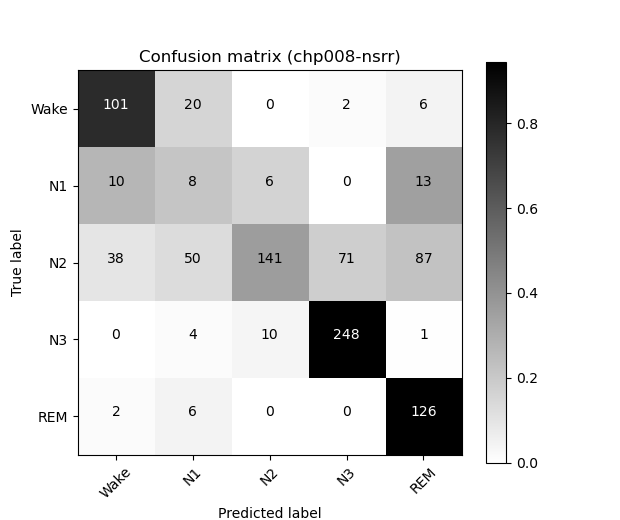 Confusion matrix (chp008-nsrr)
Wake 101 20 0 2 6
N1 10 8 6 0 13
N2 38 50 141 71 87
N3 0 4 10 248 1
REM 2 6 0 0 126
Wake N1 N2 N3 REM
True label
Predicted label
0.8
0.6
0.4
0.2
0.0